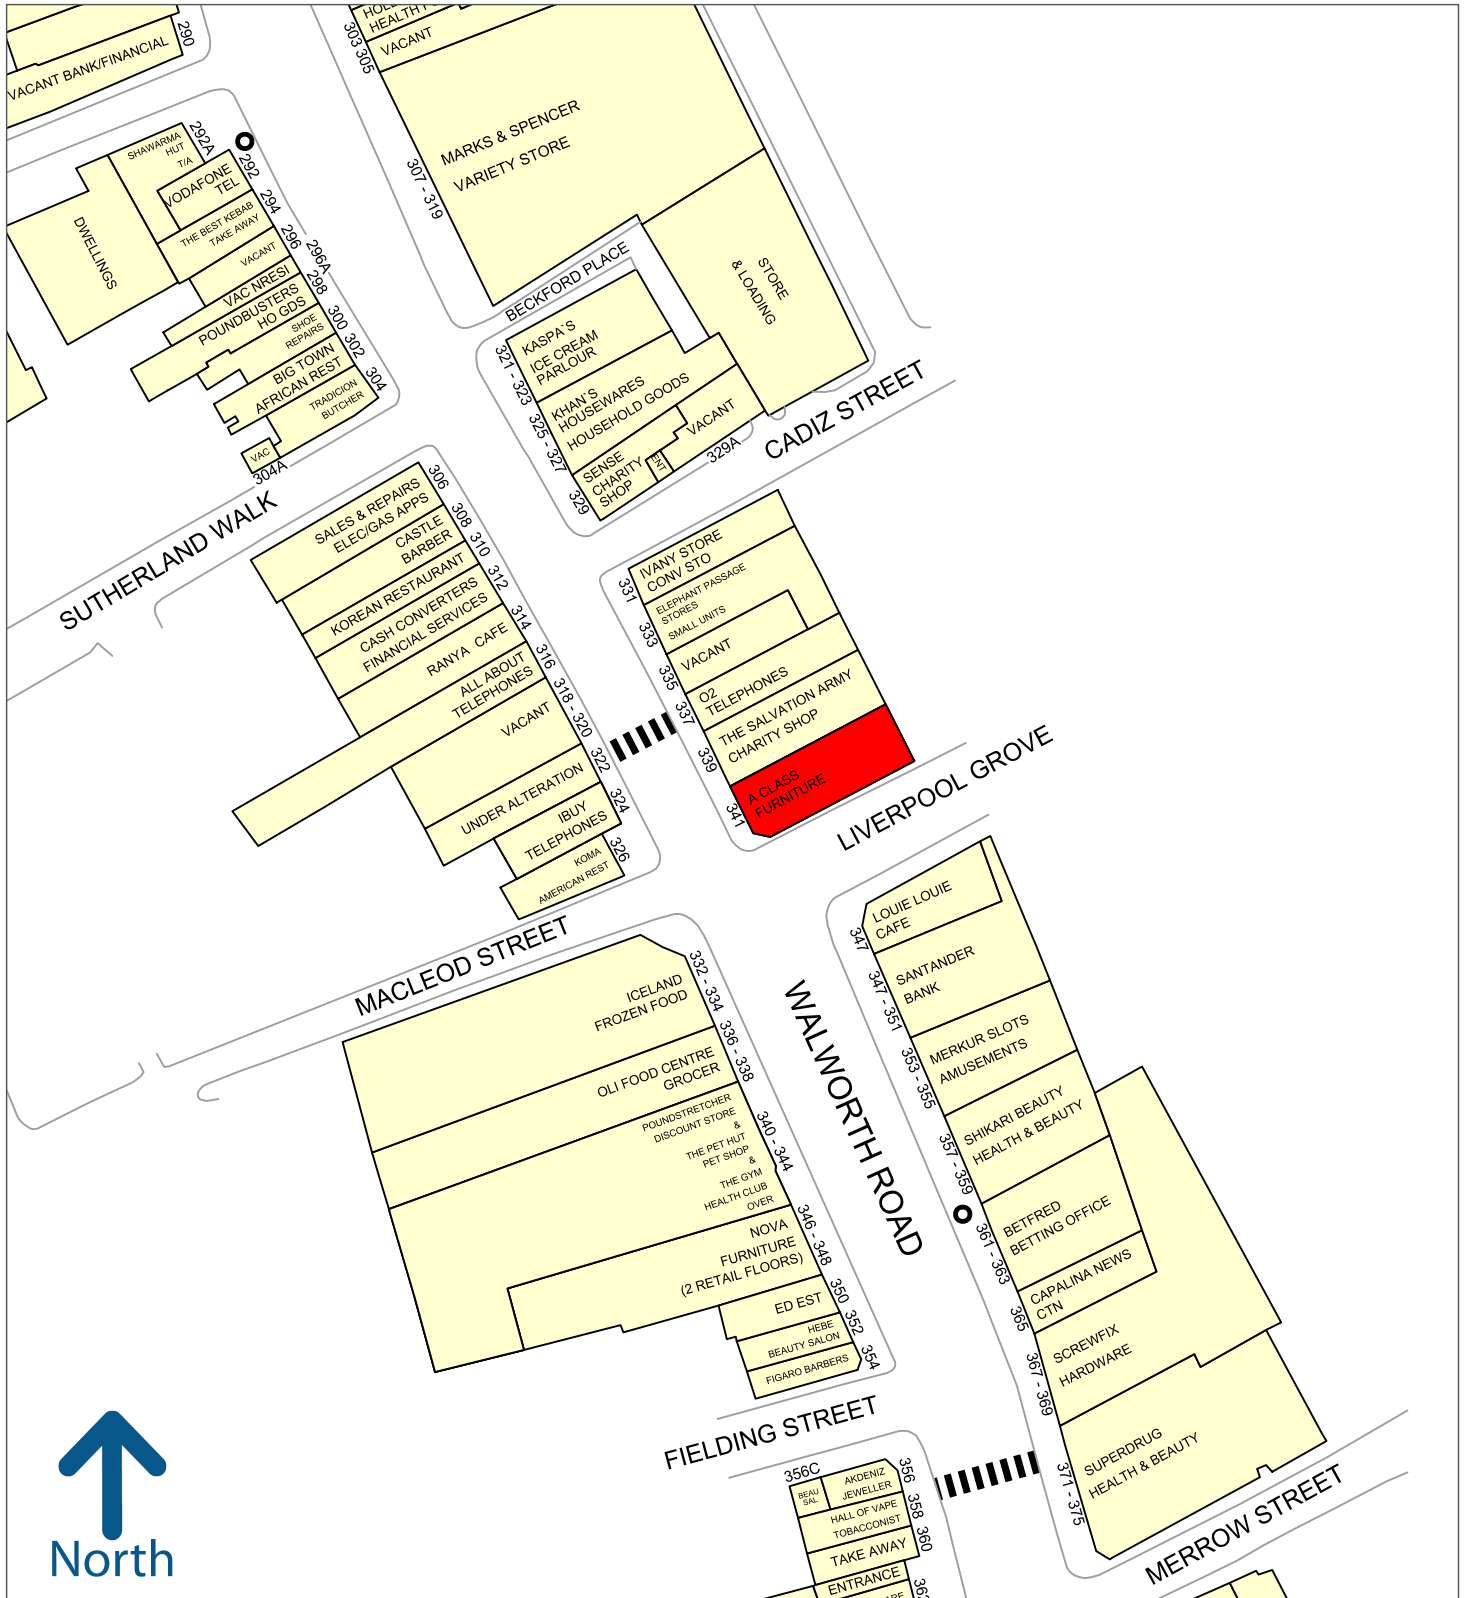 290
VACANT BANK/FINANCIAL
303
305
HEALTH
VACANT
MARKS & SPENCER
VARIETY STORE
307 - 319
292A
SHAWARMA
HUT
T/A
292
VODAFONE
TEL
294
THE BEST KEBAB
TAKE AWAY
DWELLINGS
296
VACANT
296A
VAC NRESI
298
POUNDBUSTERS
HO GDS
300
SHOE
REPAIRS
302
BIG TOWN
AFRICAN REST
304
TRADICION
BUTCHER
VAC
304A
BECKFORD PLACE
STORE
& LOADING
321 - 323
KASPA`S
ICE CREAM
PARLOUR
325 - 327
KHAN`S
HOUSEWARES
HOUSEHOLD GOODS
329
SENSE
CHARITY
SHOP
ENT
VACANT
329A
CADIZ STREET
SUTHERLAND WALK
306
SALES & REPAIRS
ELEC/GAS APPS
308
CASTLE
BARBER
310
KOREAN RESTAURANT
312
CASH CONVERTERS
FINANCIAL SERVICES
314
RANYA CAFE
316
ALL ABOUT
TELEPHONES
318 - 320
VACANT
322
UNDER ALTERATION
324
IBUY
TELEPHONES
326
KOMA
AMERICAN REST
331
IVANY STORE
CONV STO
333
ELEPHANT PASSAGE
STORES
SMALL UNITS
335
VACANT
337
O2
TELEPHONES
339
THE SALVATION ARMY
CHARITY SHOP
341
A CLASS
FURNITURE
LIVERPOOL GROVE
MACLEOD STREET
332 - 334
ICELAND
FROZEN FOOD
336 - 338
OLI FOOD CENTRE
GROCER
340 - 344
POUNDSTRETCHER
DISCOUNT STORE
&
THE PET HUT
PET SHOP
&
THE GYM
HEALTH CLUB
OVER
346 - 348
NOVA
FURNITURE
(2 RETAIL FLOORS)
350
ED EST
352
HEBE
BEAUTY SALON
354
FIGARO BARBERS
WALWORTH ROAD
347
LOUIE LOUIE
CAFE
347 - 351
SANTANDER
BANK
353 - 355
MERKUR SLOTS
AMUSEMENTS
357 - 359
SHIKARI BEAUTY
HEALTH & BEAUTY
361 - 363
BETFRED
BETTING OFFICE
365
CAPALINA NEWS
CTN
367 - 369
SCREWFIX
HARDWARE
371 - 375
SUPERDRUG
HEALTH & BEAUTY
FIELDING STREET
MERROW STREET
356C
BEAU
SAL
356
AKDENIZ
JEWELLER
358
HALL OF VAPE
TOBACCONIST
360
TAKE AWAY
ENTRANCE
North